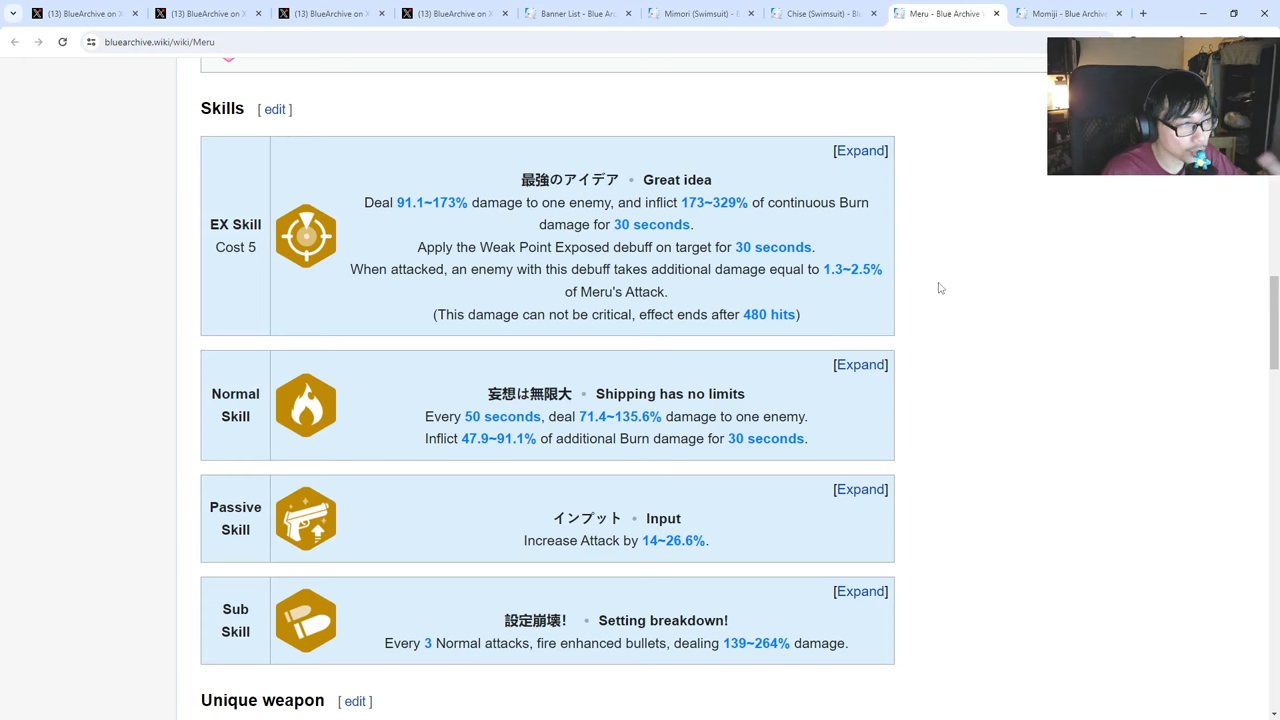 (13) BlueArchive on X
(13) BlueArchive on X
(13) BlueArchive on X
(13) BlueArchive on X
Banner List - Blue Arc
Mimori (Swimsuit) - E
Chise (Swimsuit) - Bl
Meru - Blue Archive W
Momiji - Blue Archive
bluearchive.wiki/wiki/Meru
Skills [ edit ]
[Expand]
EX Skill
Cost 5
最強のアイデア • Great idea
Deal 91.1~173% damage to one enemy, and inflict 173~329% of continuous Burn
damage for 30 seconds.
Apply the Weak Point Exposed debuff on target for 30 seconds.
When attacked, an enemy with this debuff takes additional damage equal to 1.3~2.5%
of Meru's Attack.
(This damage can not be critical, effect ends after 480 hits)
[Expand]
Normal
Skill
妄想は無限大 • Shipping has no limits
Every 50 seconds, deal 71.4~135.6% damage to one enemy.
Inflict 47.9~91.1% of additional Burn damage for 30 seconds.
[Expand]
Passive
Skill
インプット • Input
Increase Attack by 14~26.6%.
[Expand]
Sub
Skill
設定崩壊! • Setting breakdown!
Every 3 Normal attacks, fire enhanced bullets, dealing 139~264% damage.
Unique weapon [ edit ]